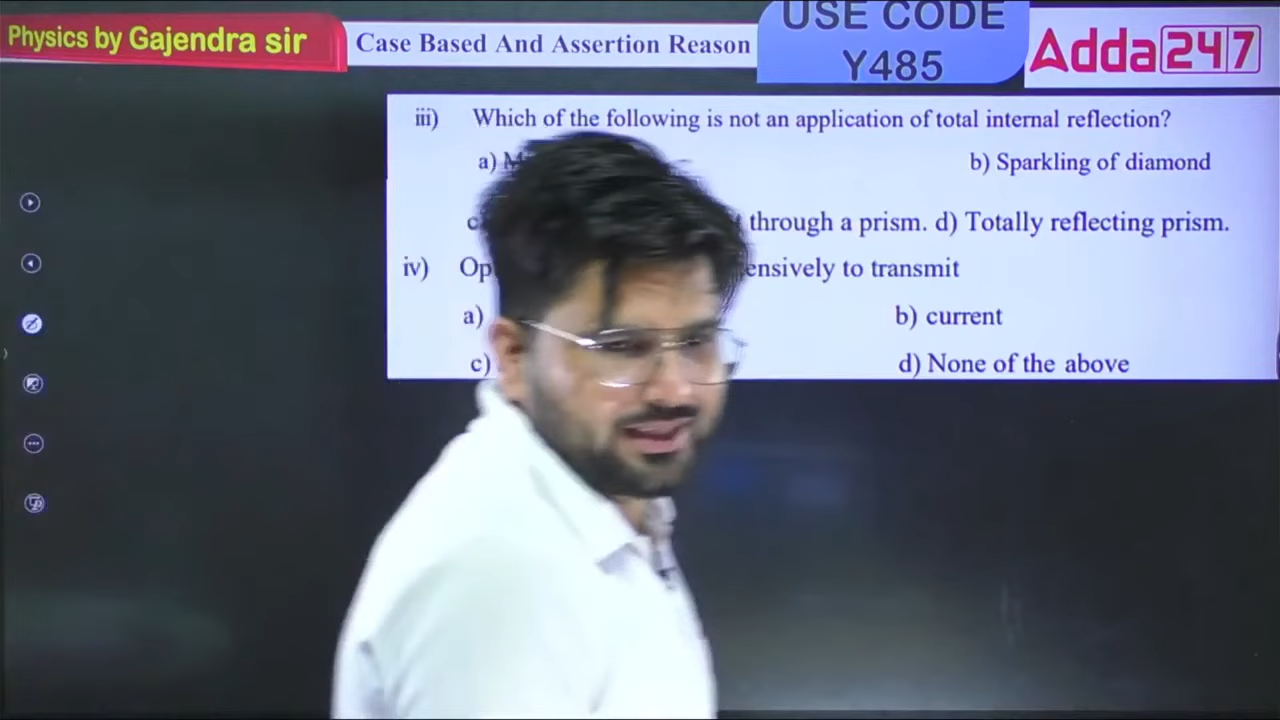 Physics by Gajendra sir
Case Based And Assertion Reason
USE CODE
Y485
Adda247
iii) Which of the following is not an application of total internal reflection?
a) b) Sparkling of diamond
through a prism. d) Totally reflecting prism.
iv) to transmit
a) b) current
c) d) None of the above